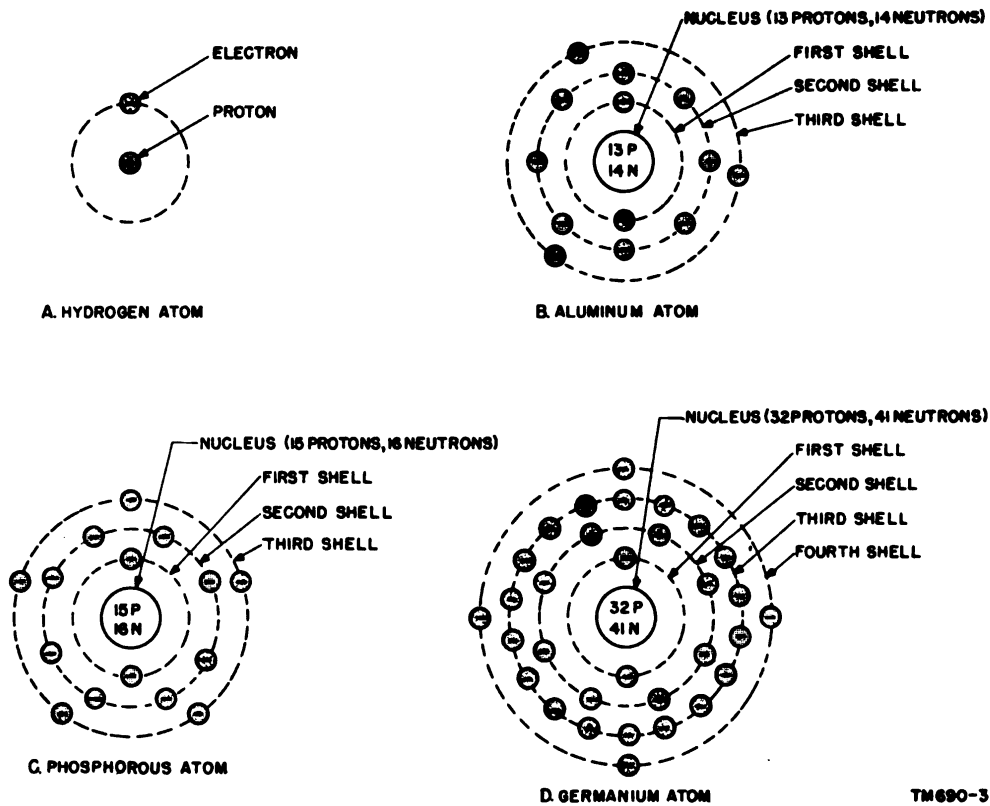 ELECTRON
PROTON
A. HYDROGEN ATOM
NUCLEUS (13 PROTONS, 14 NEUTRONS)
FIRST SHELL
SECOND SHELL
THIRD SHELL
13 P
14 N
B. ALUMINUM ATOM
NUCLEUS (15 PROTONS, 16 NEUTRONS)
FIRST SHELL
SECOND SHELL
THIRD SHELL
15 P
16 N
C. PHOSPHOROUS ATOM
NUCLEUS (32 PROTONS, 41 NEUTRONS)
FIRST SHELL
SECOND SHELL
THIRD SHELL
FOURTH SHELL
32 P
41 N
D. GERMANIUM ATOM
TM690-3